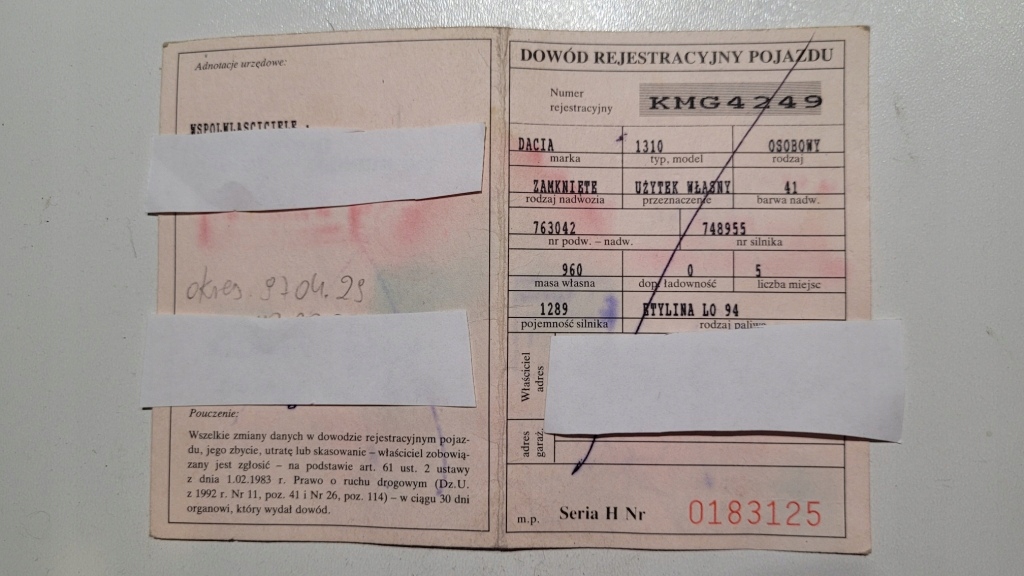 Adnotacje urzędowe:
WSPOLWLASCICIELE .
okres 97.04.29
Pouczenie:
Wszelkie zmiany danych w dowodzie rejestracyjnym pojaz-
du, jego zbycie, utratę lub skasowanie – właściciel zobowią-
zany jest zgłosić – na podstawie art. 61 ust. 2 ustawy
z dnia 1.02.1983 r. Prawo o ruchu drogowym (Dz.U.
z 1992 r. Nr 11, poz. 41 i Nr 26, poz. 114) – w ciągu 30 dni
organowi, który wydał dowód.
DOWÓD REJESTRACYJNY POJAZDU
Numer
rejestracyjny
KMG4249
DACIA 1310 OSOBOWY
marka typ, model rodzaj
ZAMKNIĘTE UŻYTEK WŁASNY 41
rodzaj nadwozia przeznaczenie barwa nadw.
763042 748955
nr podw. – nadw. nr silnika
960 0 5
masa własna dop. ładowność liczba miejsc
1289 ETYLINA LO 94
pojemność silnika rodzaj paliwa
Właściciel
adres
adres
garaż.
m.p. Seria H Nr 0183125